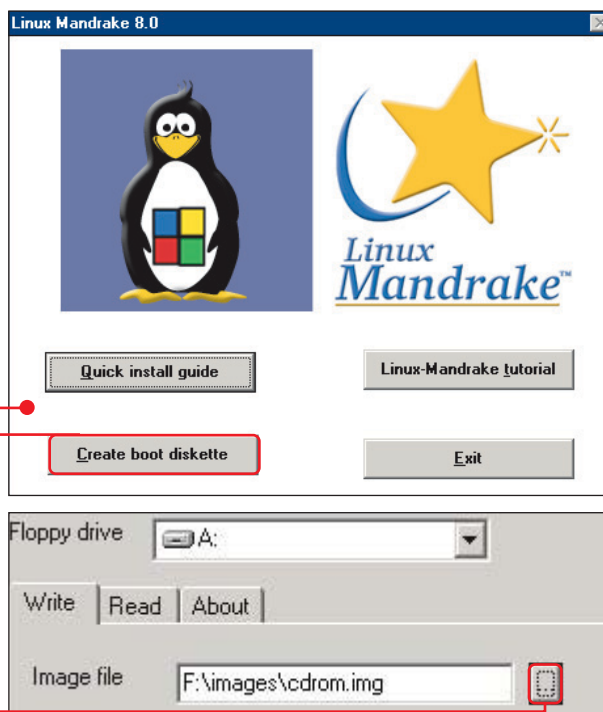 Linux Mandrake 8.0
Linux
Mandrake™
Quick install guide
Linux-Mandrake tutorial
Create boot diskette
Exit
Floppy drive
A:
Write Read About
Image file
F:\images\cdrom.img